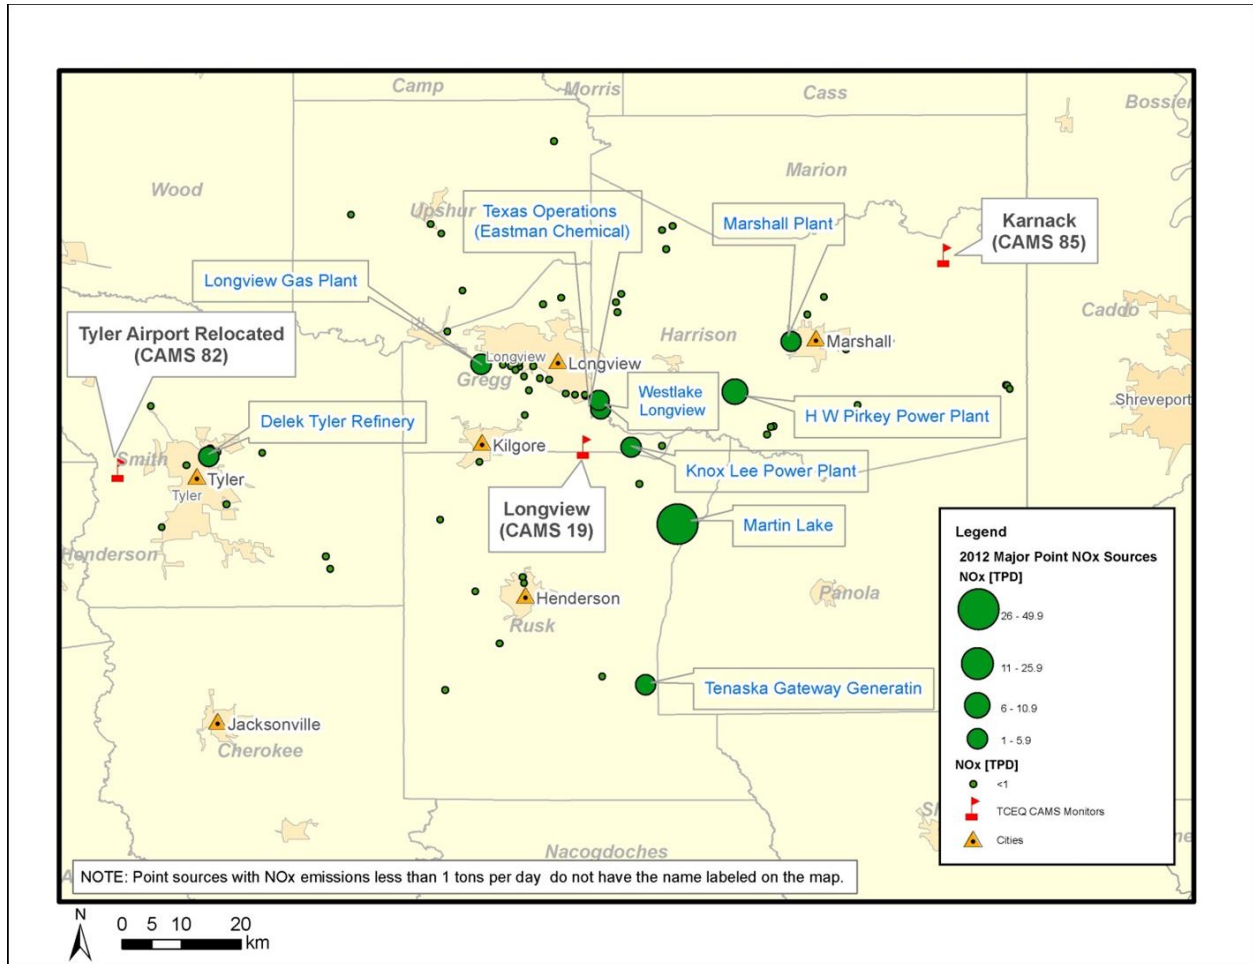 Camp
Morris
Cass
Bossier
Wood
Marion
Upshur
Texas Operations
(Eastman Chemical)
Marshall Plant
Karnack
(CAMS 85)
Longview Gas Plant
Tyler Airport Relocated
(CAMS 82)
Harrison
Caddo
Marshall
Longview
Longview
Gregg
Westlake
Longview
H W Pirkey Power Plant
Shreveport
Delek Tyler Refinery
Kilgore
Smith
Knox Lee Power Plant
Tyler
Tyler
Longview
(CAMS 19)
Martin Lake
Henderson
Henderson
Rusk
Panola
Tenaska Gateway Generatin
Jacksonville
Cherokee
Nacogdoches
Legend
2012 Major Point NOx Sources
NOx [TPD]
26 - 49.9
11 - 25.9
6 - 10.9
1 - 5.9
NOx [TPD]
<1
TCEQ CAMS Monitors
Cities
NOTE: Point sources with NOx emissions less than 1 tons per day do not have the name labeled on the map.
N
0 5 10 20
km